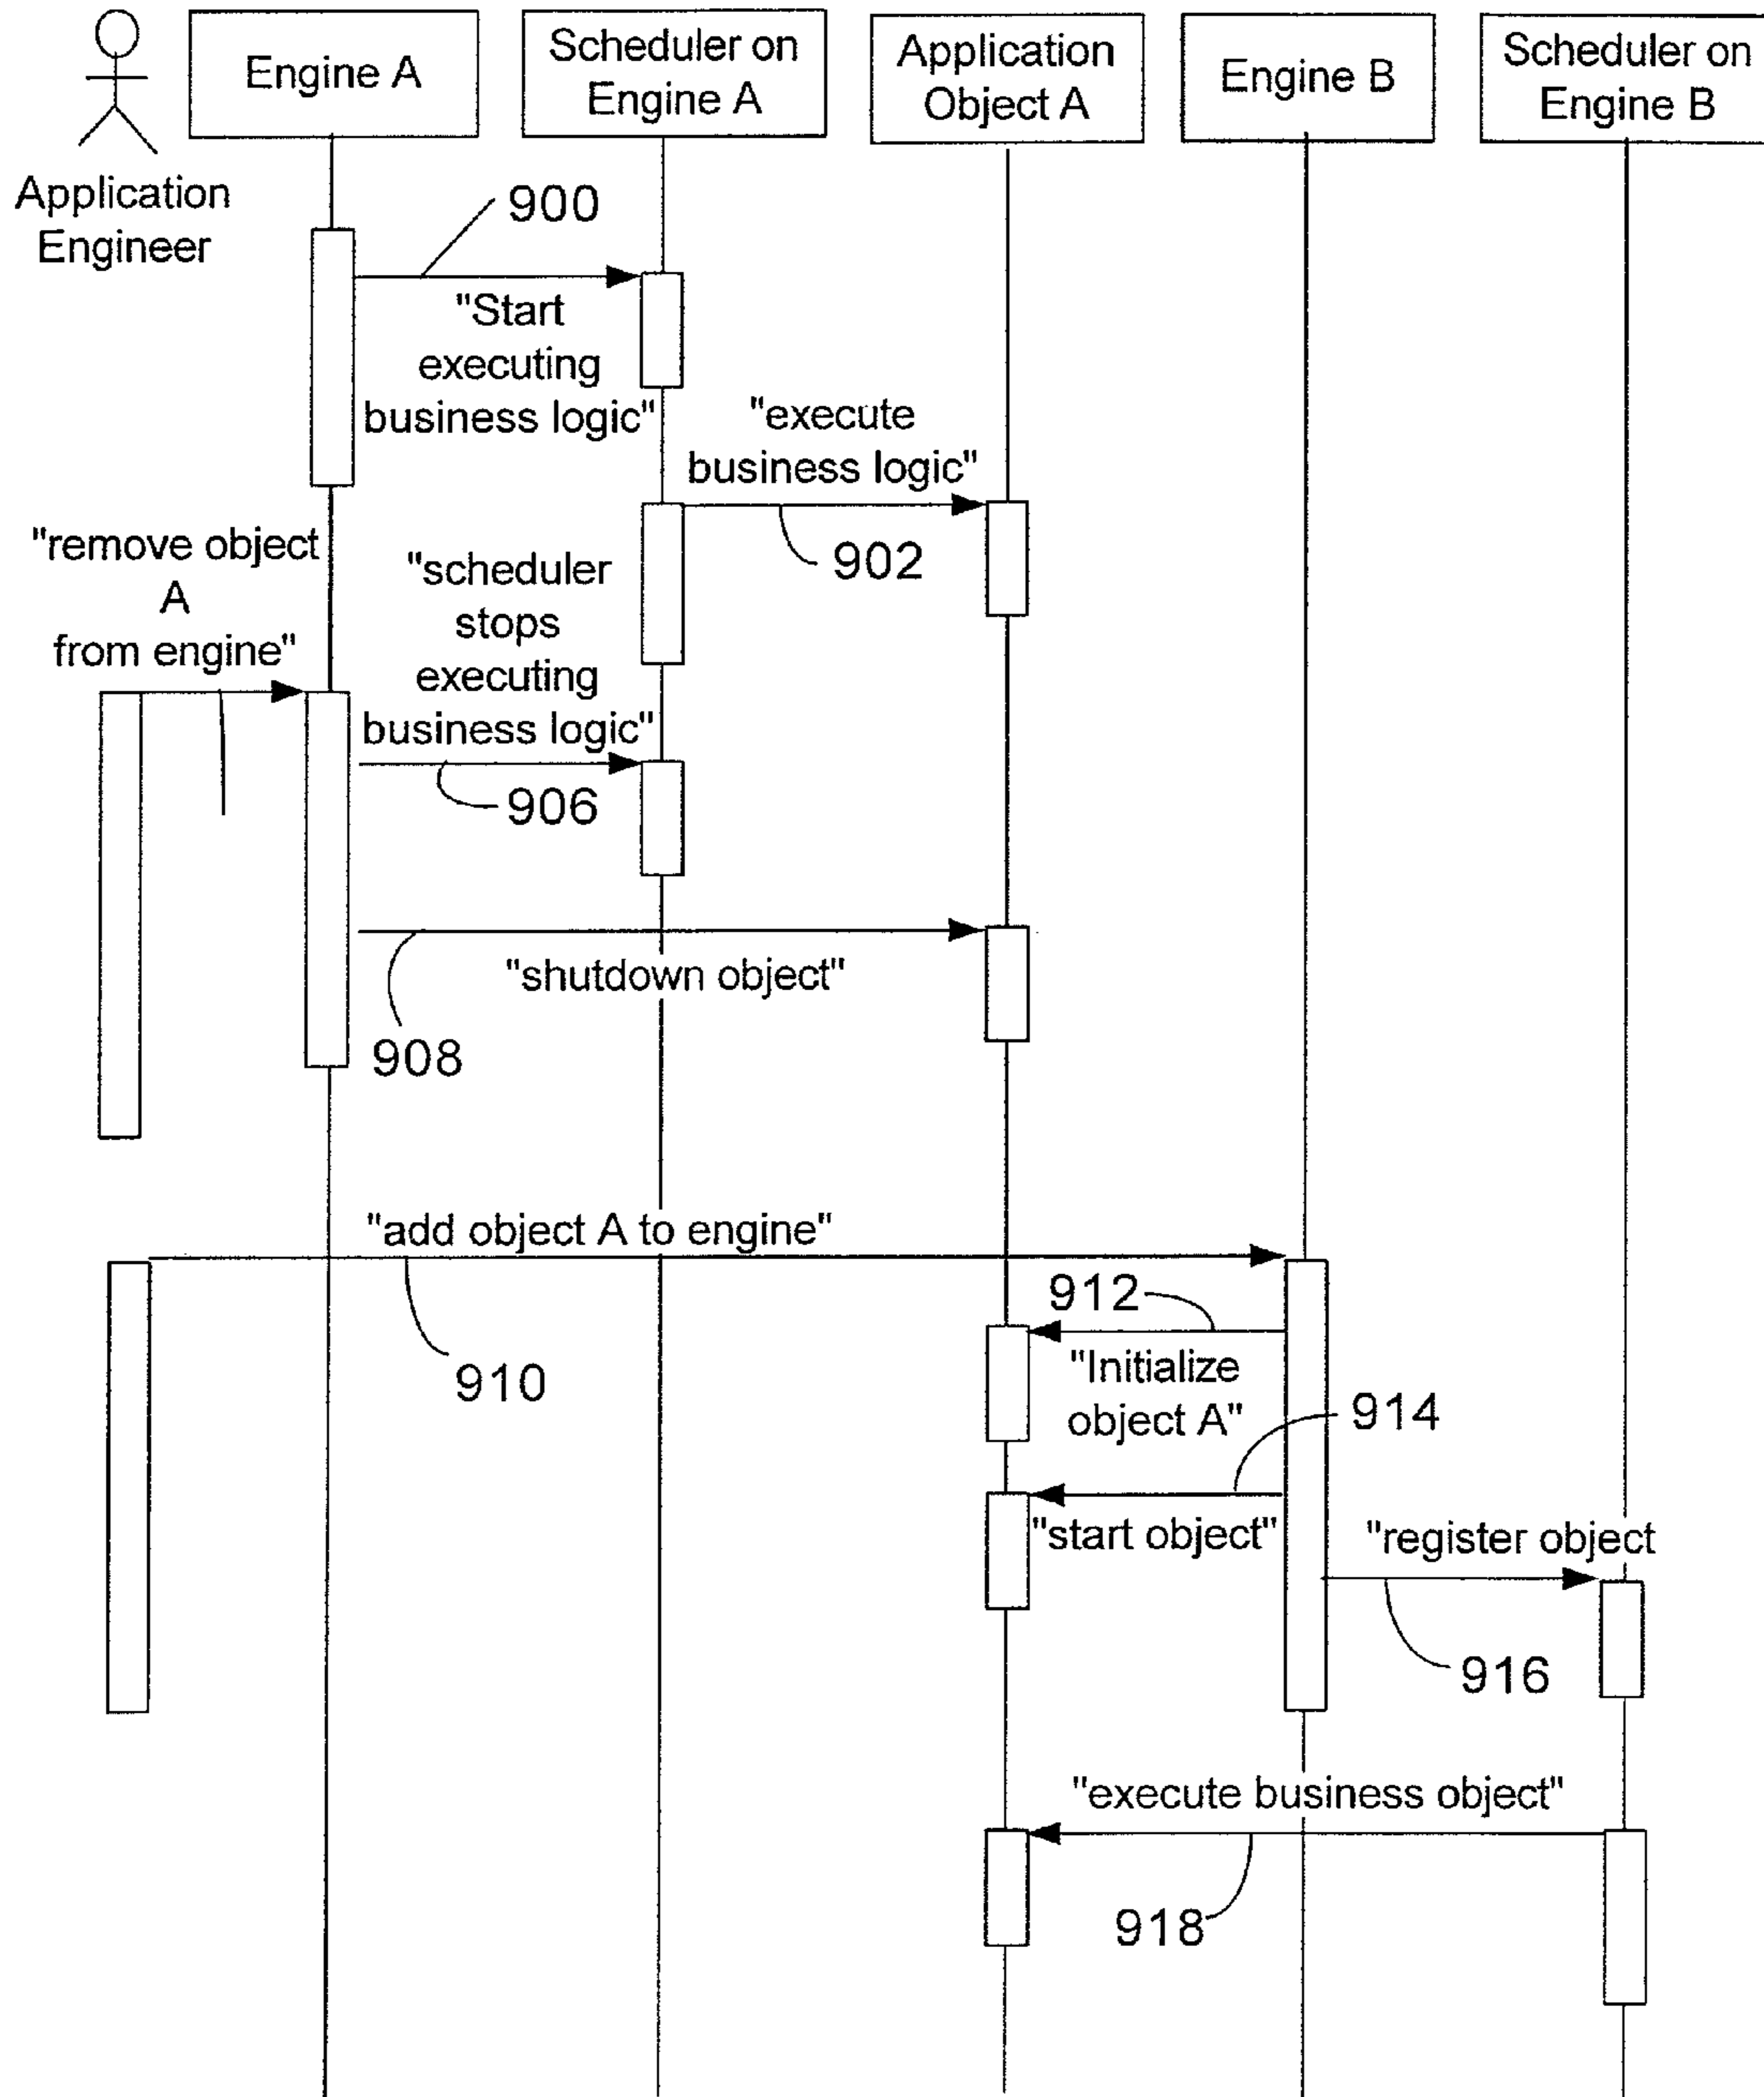 Application
Engineer
Engine A
Scheduler on
Engine A
Application
Object A
Engine B
Scheduler on
Engine B
900
"Start
executing
business logic"
"execute
business logic"
902
"remove object
A
from engine"
"scheduler
stops
executing
business logic"
906
"shutdown object"
908
"add object A to engine"
910
912
"Initialize
object A"
914
"start object"
"register object
916
"execute business object"
918